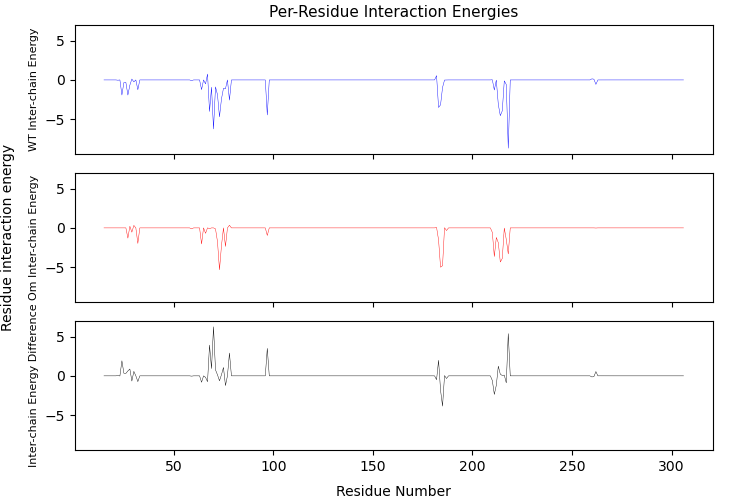 Per-Residue Interaction Energies
Residue interaction energy
WT Inter-chain Energy
5
0
−5
Om Inter-chain Energy
5
0
−5
Inter-chain Energy Difference
5
0
−5
50
100
150
200
250
300
Residue Number